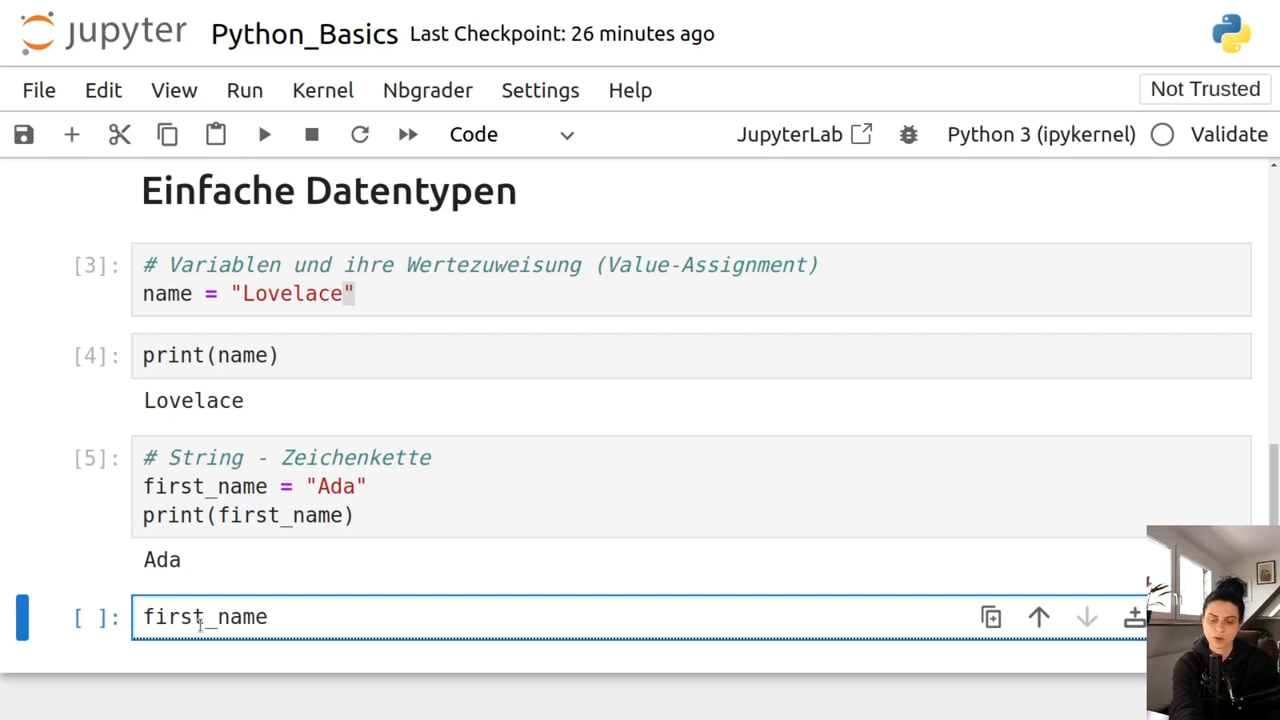 jupyter Python_Basics Last Checkpoint: 26 minutes ago
File Edit View Run Kernel Nbgrader Settings Help Not Trusted
Code JupyterLab Python 3 (ipykernel) Validate
Einfache Datentypen
[3]: # Variablen und ihre Wertezuweisung (Value-Assignment)
name = "Lovelace"
[4]: print(name)
Lovelace
[5]: # String - Zeichenkette
first_name = "Ada"
print(first_name)
Ada
[ ]: first_name